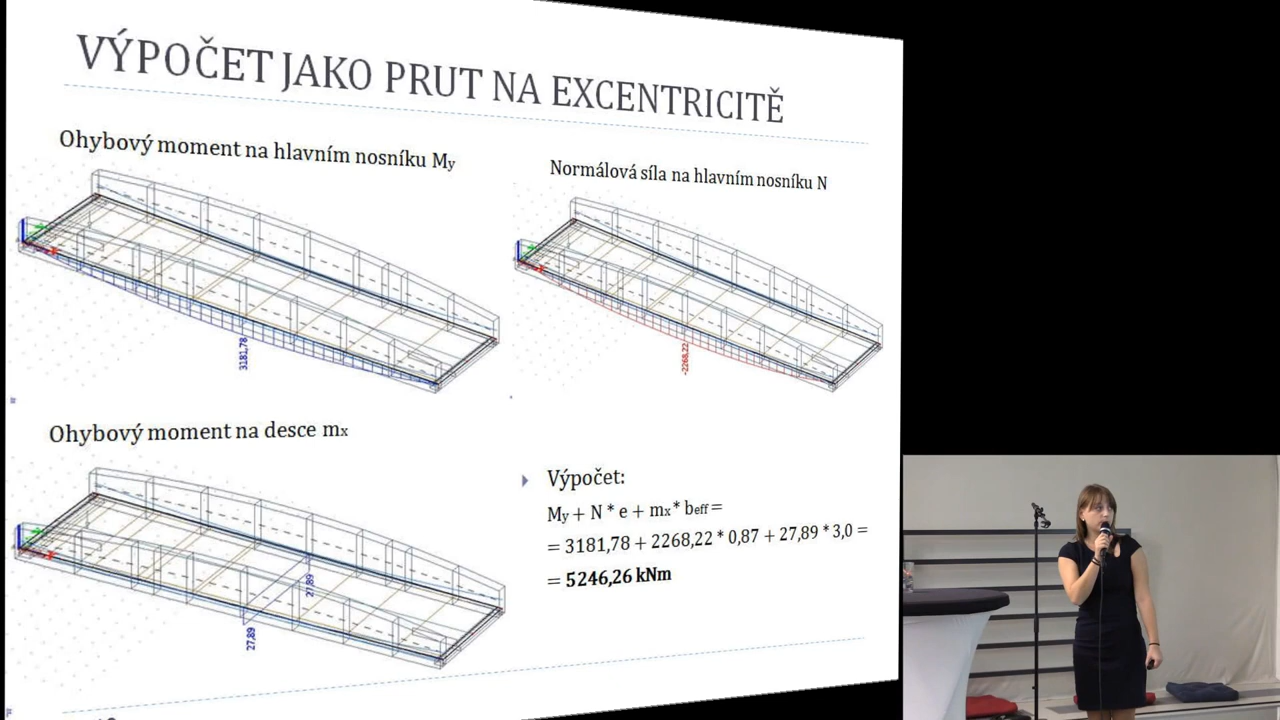 VÝPOČET JAKO PRUT NA EXCENTRICITĚ
Ohybový moment na hlavním nosníku My
3181,78
Normálová síla na hlavním nosníku N
-2268,22
Ohybový moment na desce mx
27,89
27,89
Výpočet:
My + N * e + mx * beff =
= 3181,78 + 2268,22 * 0,87 + 27,89 * 3,0 =
= 5246,26 kNm